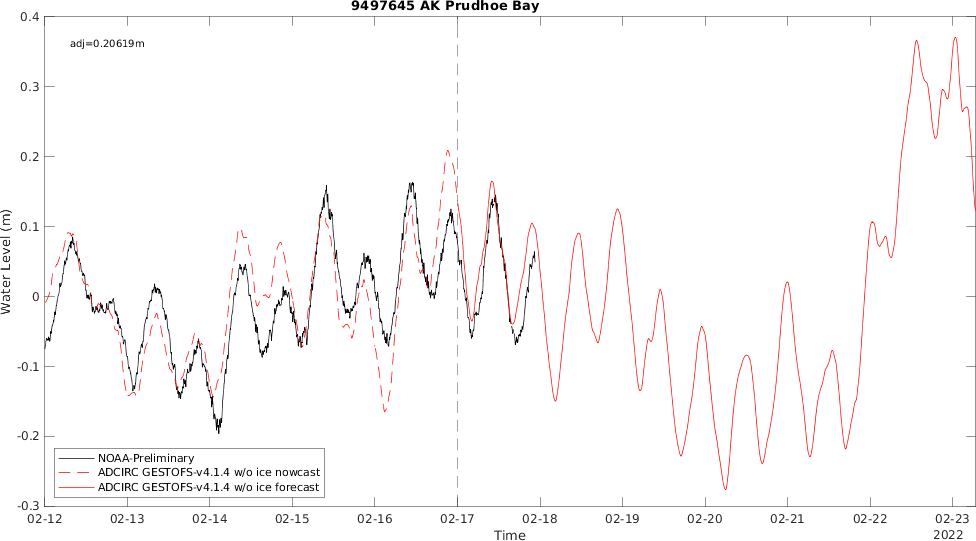 9497645 AK Prudhoe Bay
adj=0.20619m
Water Level (m)
0.4
0.3
0.2
0.1
0
-0.1
-0.2
-0.3
NOAA-Preliminary
ADCIRC GESTOFS-v4.1.4 w/o ice nowcast
ADCIRC GESTOFS-v4.1.4 w/o ice forecast
02-12 02-13 02-14 02-15 02-16 02-17 02-18 02-19 02-20 02-21 02-22 02-23
Time
2022